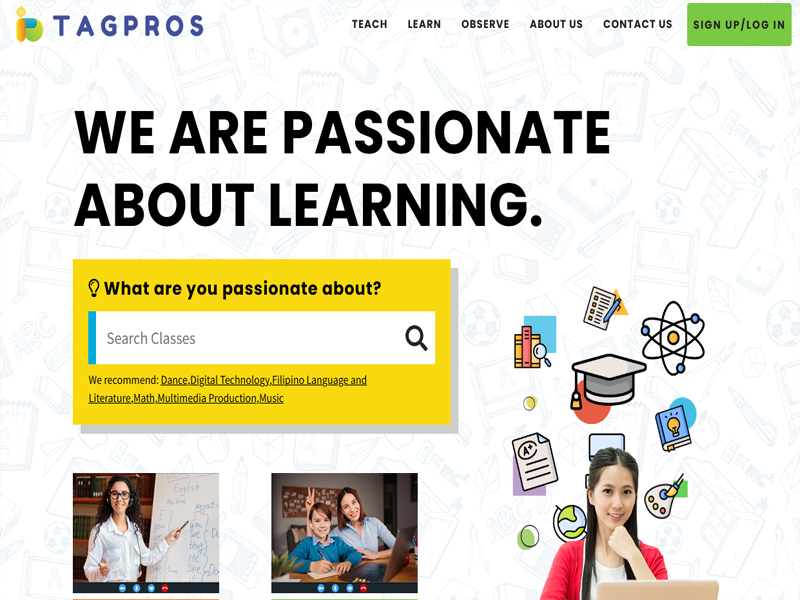 TAGPROS
TEACH LEARN OBSERVE ABOUT US CONTACT US SIGN UP/LOG IN
WE ARE PASSIONATE
ABOUT LEARNING.
What are you passionate about?
Search Classes
We recommend: Dance,Digital Technology,Filipino Language and
Literature,Math,Multimedia Production,Music
English
A+